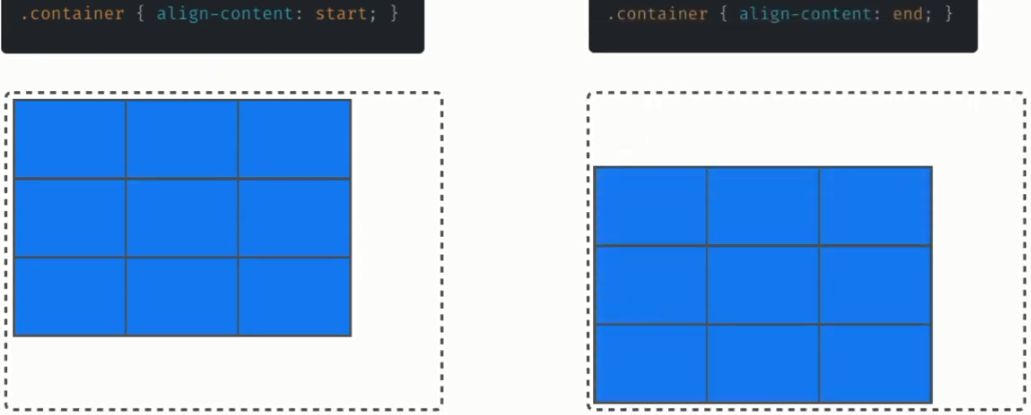 .container { align-content: start; }
.container { align-content: end; }